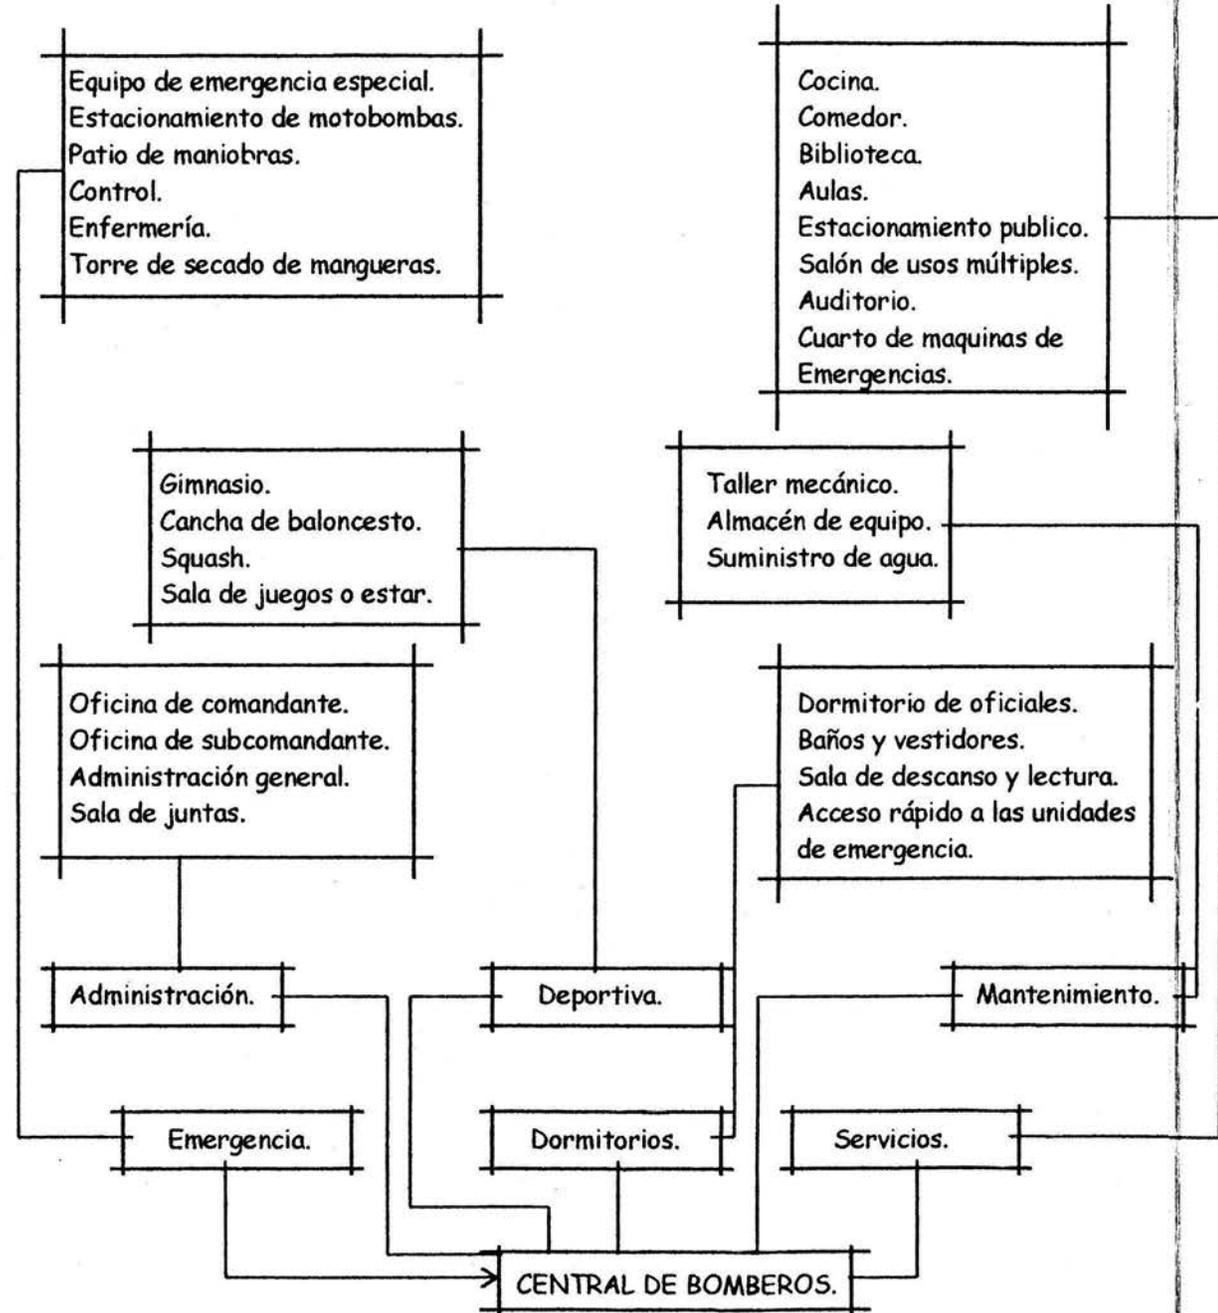 Equipo de emergencia especial.
Estacionamiento de motobombas.
Patio de maniobras.
Control.
Enfermería.
Torre de secado de mangueras.
Cocina.
Comedor.
Biblioteca.
Aulas.
Estacionamiento publico.
Salón de usos múltiples.
Auditorio.
Cuarto de maquinas de
Emergencias.
Gimnasio.
Cancha de baloncesto.
Squash.
Sala de juegos o estar.
Taller mecánico.
Almacén de equipo.
Suministro de agua.
Oficina de comandante.
Oficina de subcomandante.
Administración general.
Sala de juntas.
Dormitorio de oficiales.
Baños y vestidores.
Sala de descanso y lectura.
Acceso rápido a las unidades
de emergencia.
Administración.
Deportiva.
Mantenimiento.
Emergencia.
Dormitorios.
Servicios.
CENTRAL DE BOMBEROS.